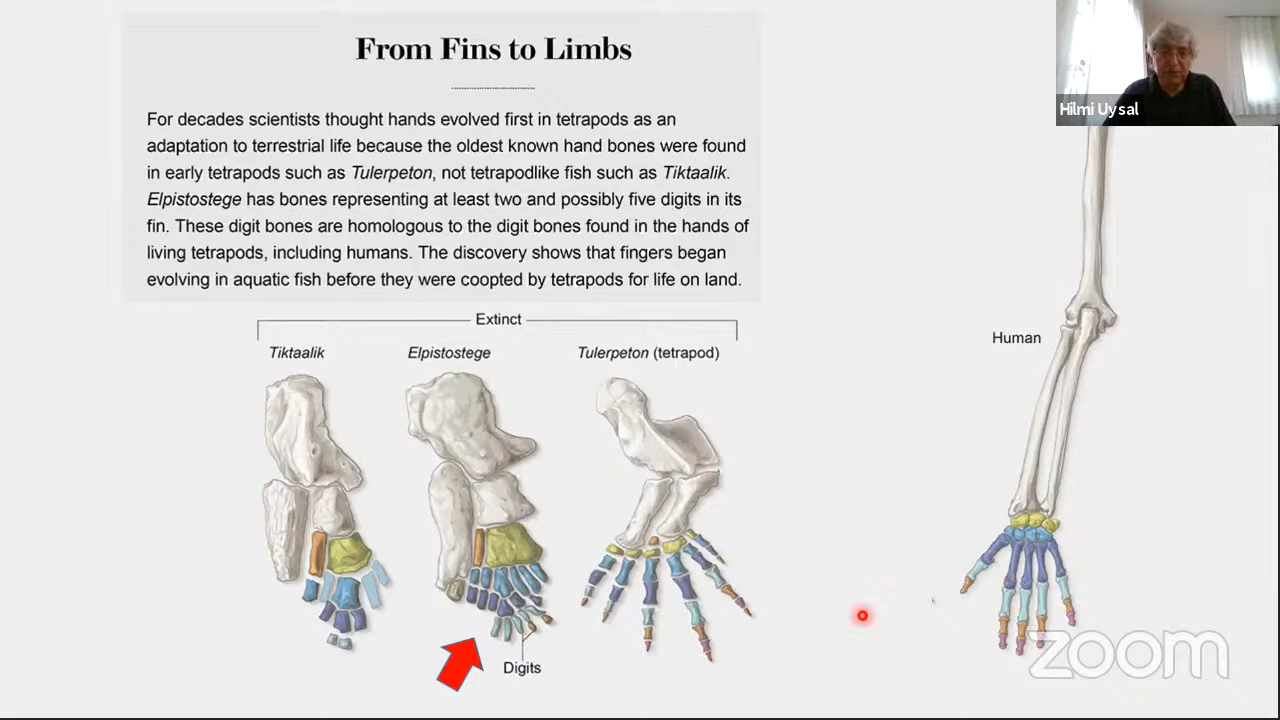 From Fins to Limbs
For decades scientists thought hands evolved first in tetrapods as an
adaptation to terrestrial life because the oldest known hand bones were found
in early tetrapods such as Tulerpeton, not tetrapodlike fish such as Tiktaalik.
Elpistostege has bones representing at least two and possibly five digits in its
fin. These digit bones are homologous to the digit bones found in the hands of
living tetrapods, including humans. The discovery shows that fingers began
evolving in aquatic fish before they were coopted by tetrapods for life on land.
Hilmi Uysal
Extinct
Tiktaalik
Elpistostege
Tulerpeton (tetrapod)
Human
Digits
zoom